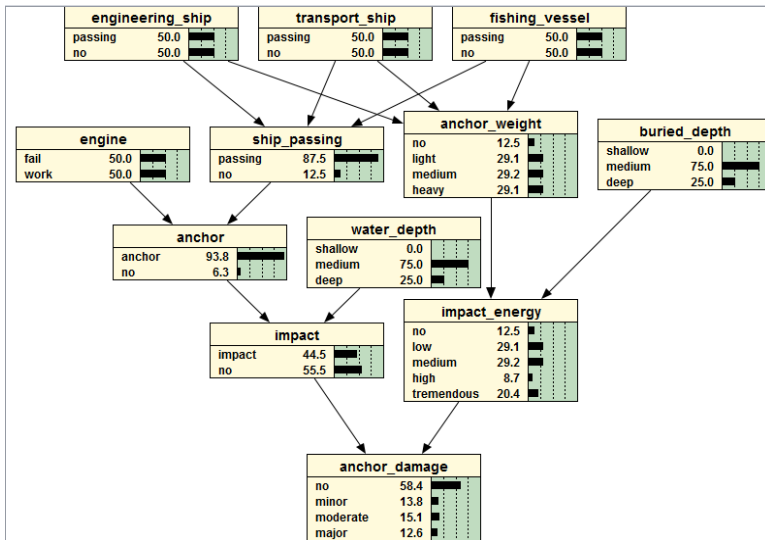 engineering_ship
passing 50.0
no 50.0
transport_ship
passing 50.0
no 50.0
fishing_vessel
passing 50.0
no 50.0
engine
fail 50.0
work 50.0
ship_passing
passing 87.5
no 12.5
anchor_weight
no 12.5
light 29.1
medium 29.2
heavy 29.1
buried_depth
shallow 0.0
medium 75.0
deep 25.0
anchor
anchor 93.8
no 6.3
water_depth
shallow 0.0
medium 75.0
deep 25.0
impact
impact 44.5
no 55.5
impact_energy
no 12.5
low 29.1
medium 29.2
high 8.7
tremendous 20.4
anchor_damage
no 58.4
minor 13.8
moderate 15.1
major 12.6